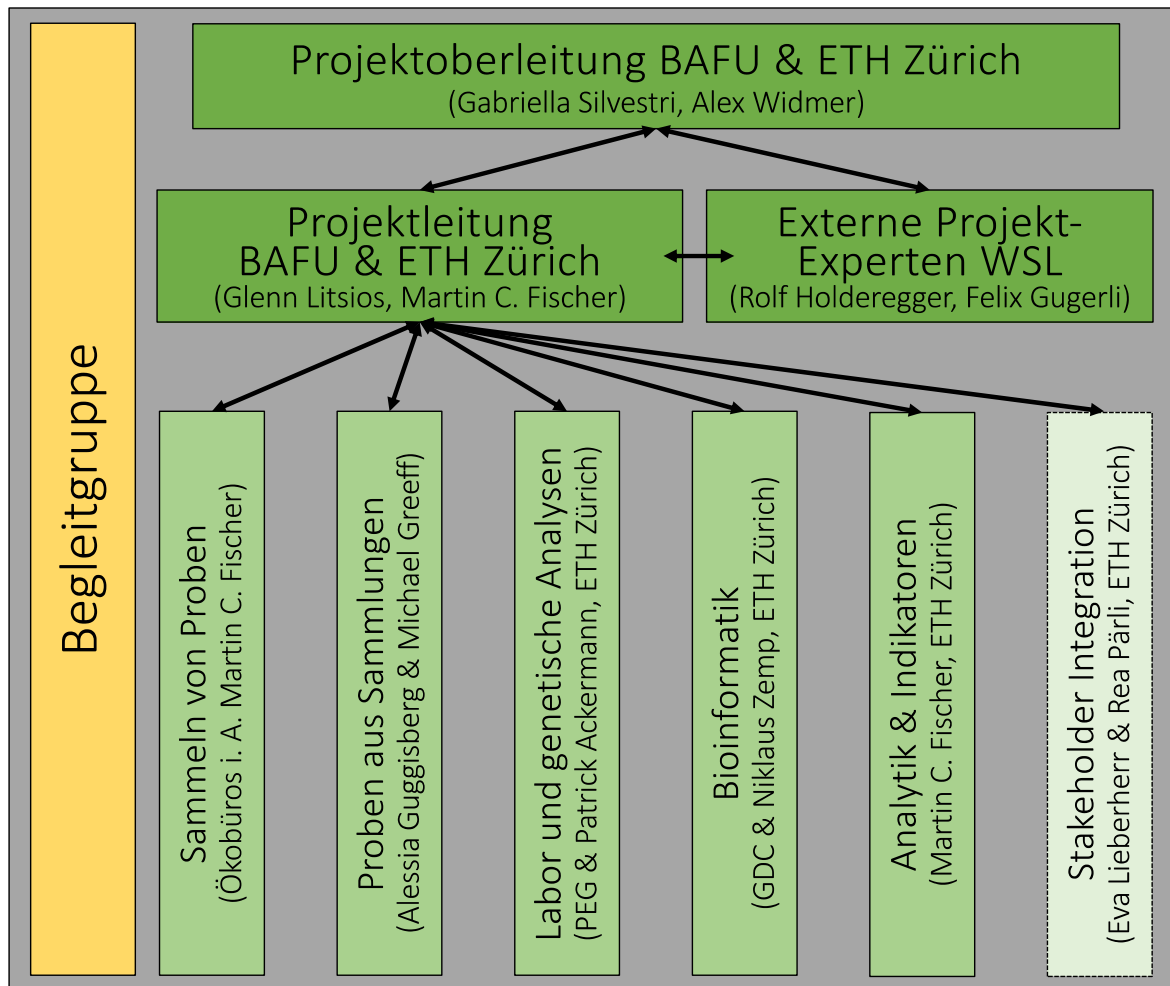 Begleitgruppe
Projektoberleitung BAFU & ETH Zürich
(Gabriella Silvestri, Alex Widmer)
Projektleitung
BAFU & ETH Zürich
(Glenn Litsios, Martin C. Fischer)
Externe Projekt-
Experten WSL
(Rolf Holderegger, Felix Gugerli)
Sammeln von Proben
(Ökobüros i. A. Martin C. Fischer)
Proben aus Sammlungen
(Alessia Guggisberg & Michael Greeff)
Labor und genetische Analysen
(PEG & Patrick Ackermann, ETH Zürich)
Bioinformatik
(GDC & Niklaus Zemp, ETH Zürich)
Analytik & Indikatoren
(Martin C. Fischer, ETH Zürich)
Stakeholder Integration
(Eva Lieberherr & Rea Pärli, ETH Zürich)